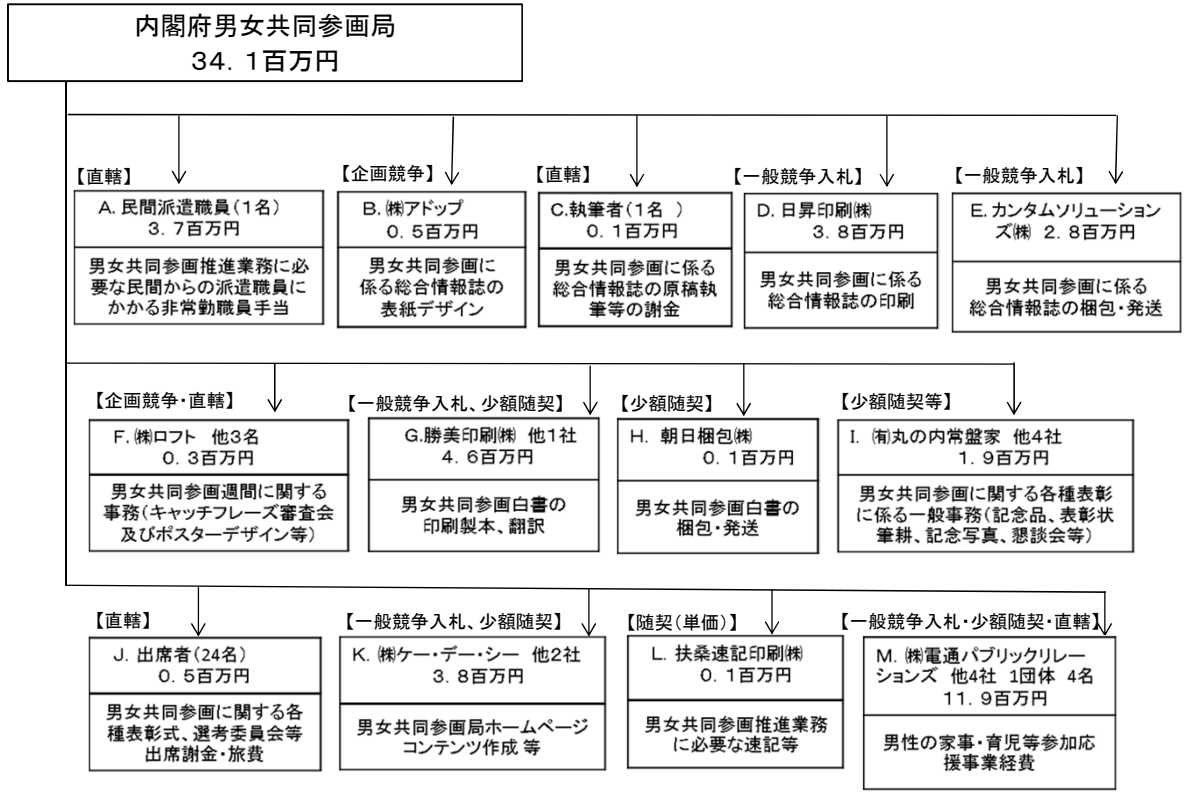 内閣府男女共同参画局
34．1百万円
【直轄】
A. 民間派遣職員（1名）
3．7百万円
男女共同参画推進業務に必
要な民間からの派遣職員に
かかる非常勤職員手当
【企画競争】
B. ㈱アドップ
0．5百万円
男女共同参画に
係る総合情報誌の
表紙デザイン
【直轄】
C.執筆者（1名　）
0．1百万円
男女共同参画に係る
総合情報誌の原稿執
筆等の謝金
【一般競争入札】
D. 日昇印刷㈱
3．8百万円
男女共同参画に係る
総合情報誌の印刷
【一般競争入札】
E.カンタムソリューション
ズ㈱　2．8百万円
男女共同参画に係る
総合情報誌の梱包・発送
【企画競争・直轄】
F. ㈱ロフト　他3名
0．3百万円
男女共同参画週間に関する
事務（キャッチフレーズ審査会
及びポスターデザイン等）
【一般競争入札、少額随契】
G.勝美印刷㈱　他1社
4．6百万円
男女共同参画白書の
印刷製本、翻訳
【少額随契】
H. 朝日梱包㈱
0．1百万円
男女共同参画白書の
梱包・発送
【少額随契等】
I. ㈲丸の内常盤家　他4社
1．9百万円
男女共同参画に関する各種表彰
に係る一般事務（記念品、表彰状
筆耕、記念写真、懇談会等）
【直轄】
J. 出席者（24名）
0．5百万円
男女共同参画に関する各
種表彰式、選考委員会等
出席謝金・旅費
【一般競争入札、少額随契】
K. ㈱ケー・デー・シー　他2社
3．8百万円
男女共同参画局ホームページ
コンテンツ作成 等
【随契（単価）】
L. 扶桑速記印刷㈱
0．1百万円
男女共同参画推進業務
に必要な速記等
【一般競争入札・少額随契・直轄】
M. ㈱電通パブリックリレー
ションズ　他4社　1団体　4名
11．9百万円
男性の家事・育児等参加応
援事業経費